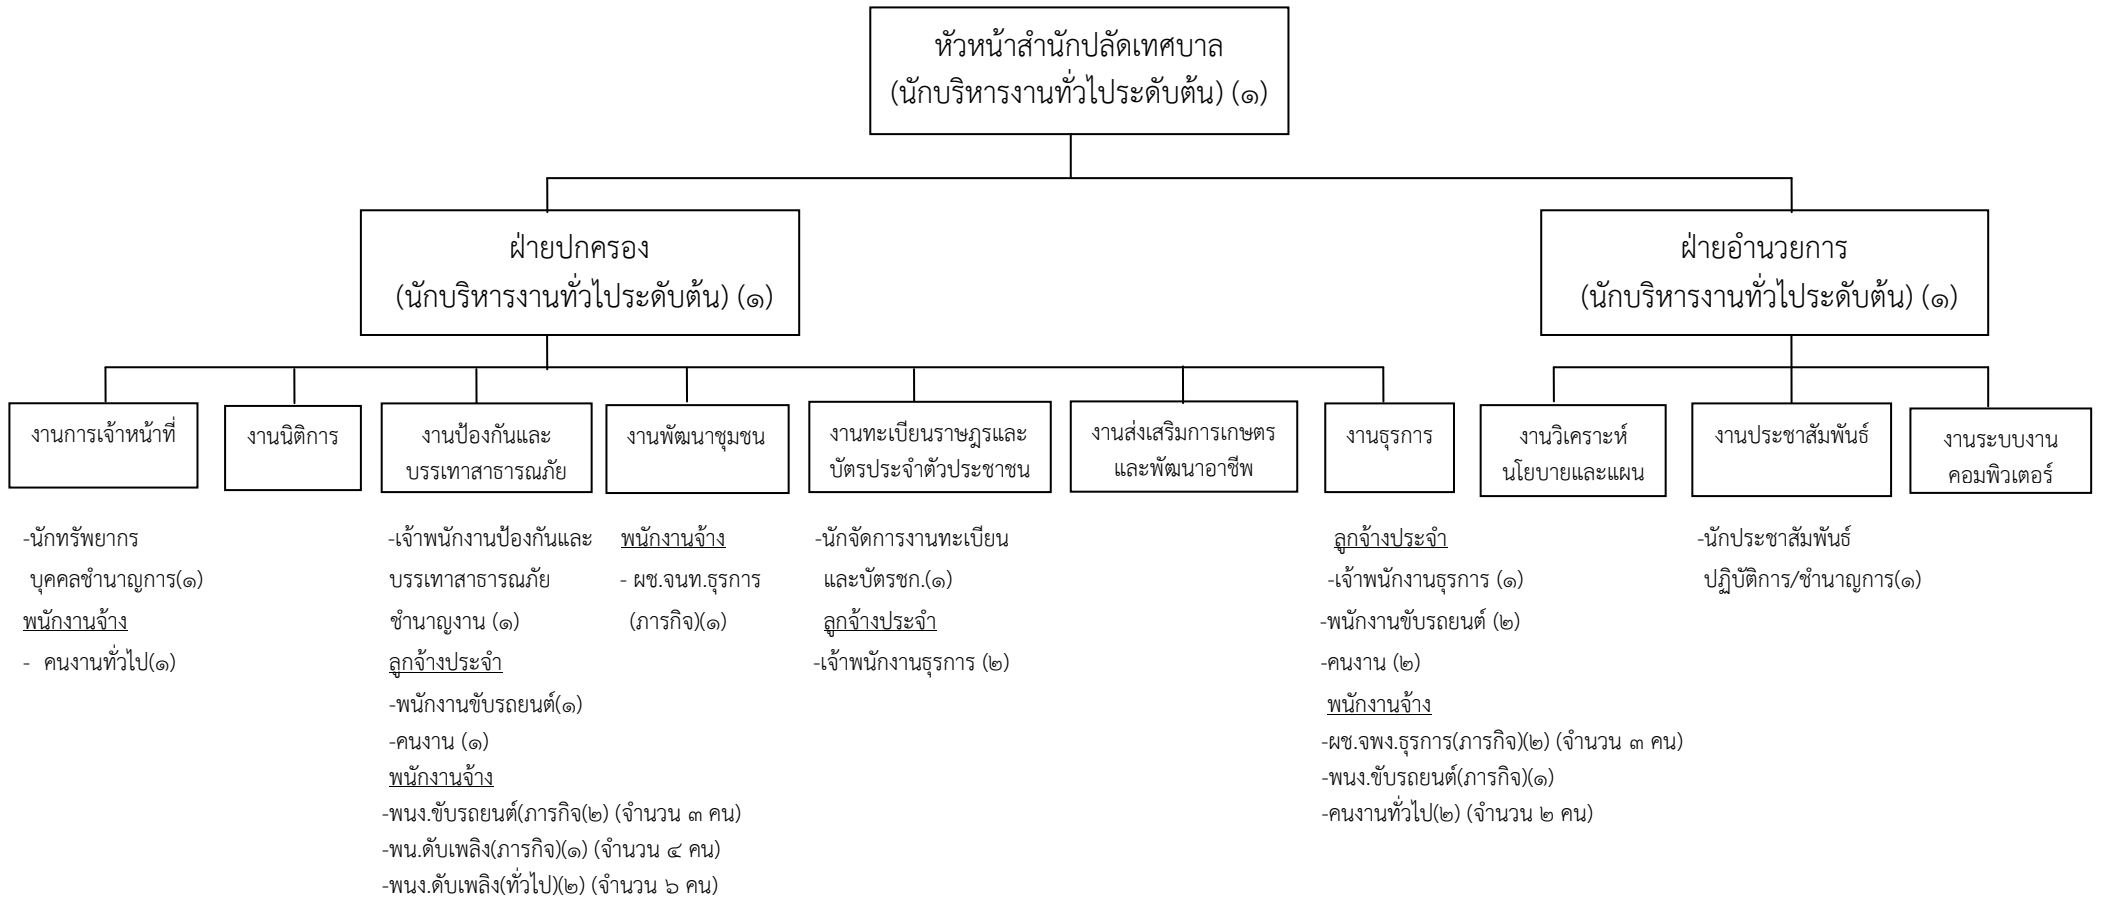 หัวหน้าสำนักปลัดเทศบาล
(นักบริหารงานทั่วไประดับต้น) (๑)
ฝ่ายปกครอง
(นักบริหารงานทั่วไประดับต้น) (๑)
ฝ่ายอำนวยการ
(นักบริหารงานทั่วไประดับต้น) (๑)
งานการเจ้าหน้าที่
งานนิติการ
งานป้องกันและ
บรรเทาสาธารณภัย
งานพัฒนาชุมชน
งานทะเบียนราษฎรและ
บัตรประจำตัวประชาชน
งานส่งเสริมการเกษตร
และพัฒนาอาชีพ
งานธุรการ
งานวิเคราะห์
นโยบายและแผน
งานประชาสัมพันธ์
งานระบบงาน
คอมพิวเตอร์
-นักทรัพยากร
บุคคลชำนาญการ(๑)
พนักงานจ้าง
- คนงานทั่วไป(๑)
-เจ้าพนักงานป้องกันและ
บรรเทาสาธารณภัย
ชำนาญงาน (๑)
ลูกจ้างประจำ
-พนักงานขับรถยนต์(๑)
-คนงาน (๑)
พนักงานจ้าง
-พนง.ขับรถยนต์(ภารกิจ(๒) (จำนวน ๓ คน)
-พน.ดับเพลิง(ภารกิจ)(๑) (จำนวน ๔ คน)
-พนง.ดับเพลิง(ทั่วไป)(๒) (จำนวน ๖ คน)
พนักงานจ้าง
- ผช.จนท.ธุรการ
(ภารกิจ)(๑)
-นักจัดการงานทะเบียน
และบัตรชก.(๑)
ลูกจ้างประจำ
-เจ้าพนักงานธุรการ (๒)
ลูกจ้างประจำ
-เจ้าพนักงานธุรการ (๑)
-พนักงานขับรถยนต์ (๒)
-คนงาน (๒)
พนักงานจ้าง
-ผช.จพง.ธุรการ(ภารกิจ)(๒) (จำนวน ๓ คน)
-พนง.ขับรถยนต์(ภารกิจ)(๑)
-คนงานทั่วไป(๒) (จำนวน ๒ คน)
-นักประชาสัมพันธ์
ปฏิบัติการ/ชำนาญการ(๑)